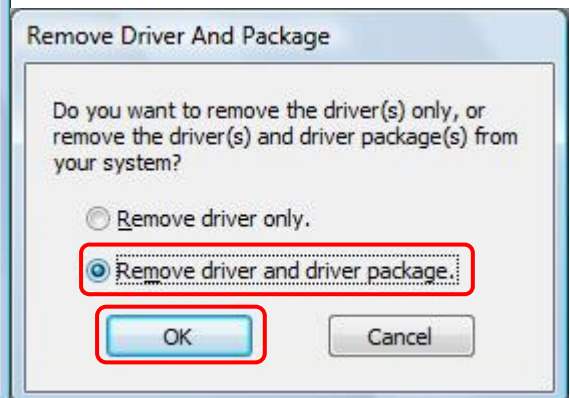 Remove Driver And Package
Do you want to remove the driver(s) only, or
remove the driver(s) and driver package(s) from
your system?
Remove driver only.
Remove driver and driver package.
OK Cancel